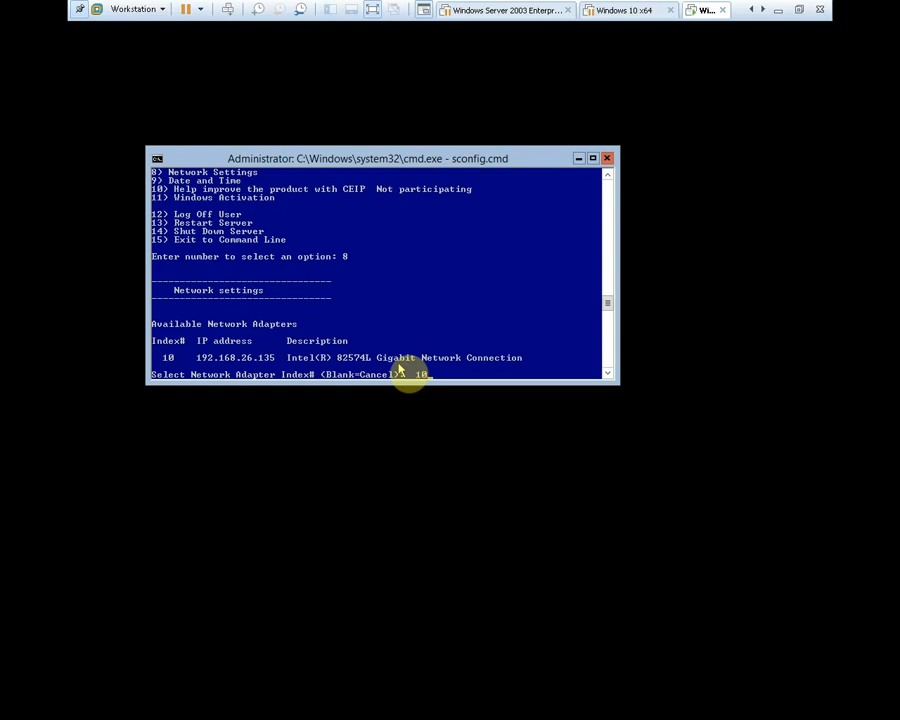 Workstation
Windows Server 2003 Enterpr...
Windows 10 x64
Wi...
Administrator: C:\Windows\system32\cmd.exe - sconfig.cmd
8) Network Settings
9) Date and Time
10) Help improve the product with CEIP  Not participating
11) Windows Activation
12) Log Off User
13) Restart Server
14) Shut Down Server
15) Exit to Command Line
Enter number to select an option: 8
--------------------------------
Network settings
--------------------------------
Available Network Adapters
Index#  IP address      Description
10    192.168.26.135  Intel(R) 82574L Gigabit Network Connection
Select Network Adapter Index# (Blank=Cancel):  10_